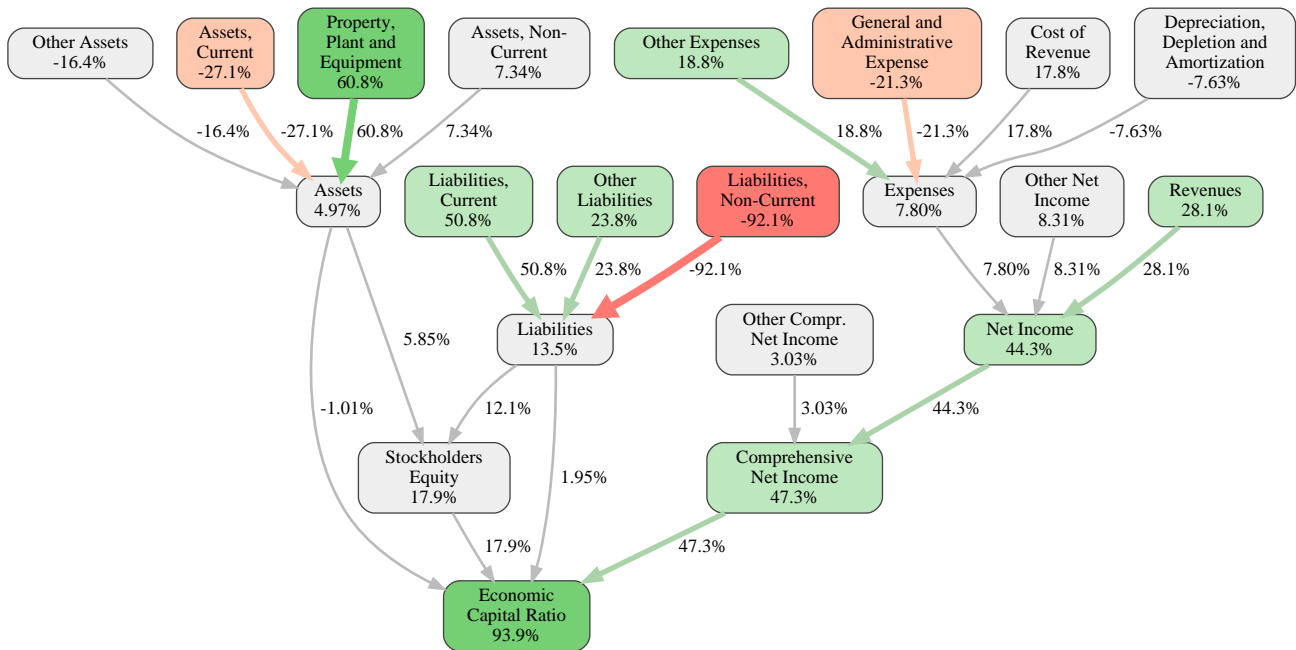 Other Assets
-16.4%
Assets,
Current
-27.1%
Property,
Plant and
Equipment
60.8%
Assets, Non-
Current
7.34%
Other Expenses
18.8%
General and
Administrative
Expense
-21.3%
Cost of
Revenue
17.8%
Depreciation,
Depletion and
Amortization
-7.63%
-16.4%
-27.1%
60.8%
7.34%
18.8%
-21.3%
17.8%
-7.63%
Assets
4.97%
Liabilities,
Current
50.8%
Other
Liabilities
23.8%
Liabilities,
Non-Current
-92.1%
Expenses
7.80%
Other Net
Income
8.31%
Revenues
28.1%
50.8%
23.8%
-92.1%
7.80%
8.31%
28.1%
5.85%
Liabilities
13.5%
Other Compr.
Net Income
3.03%
Net Income
44.3%
-1.01%
12.1%
3.03%
44.3%
Stockholders
Equity
17.9%
1.95%
Comprehensive
Net Income
47.3%
17.9%
47.3%
Economic
Capital Ratio
93.9%